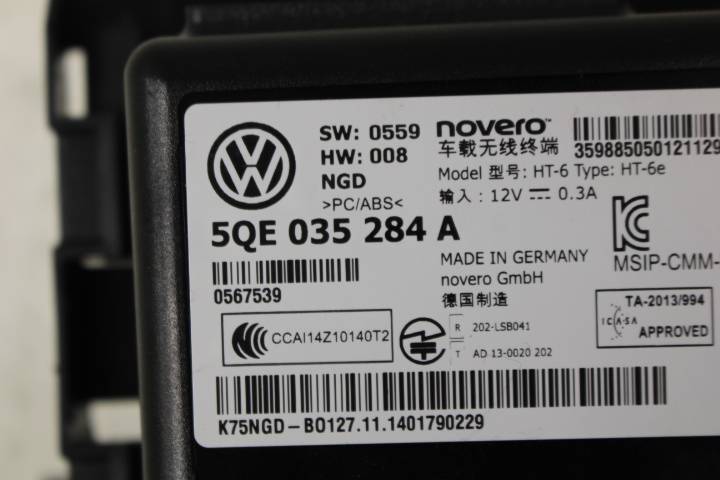 SW: 0559
HW: 008
NGD
>PC/ABS<
novero™
车载无线终端
Model 型号: HT-6 Type: HT-6e
输入: 12V 0.3A
359885050121129
5QE 035 284 A
MADE IN GERMANY
novero GmbH
德国制造
MSIP-CMM-
0567539
CCAI14Z10140T2
R 202-LSB041
T AD 13-0020 202
TA-2013/994
ICASA
APPROVED
K75NGD-B0127.11.1401790229